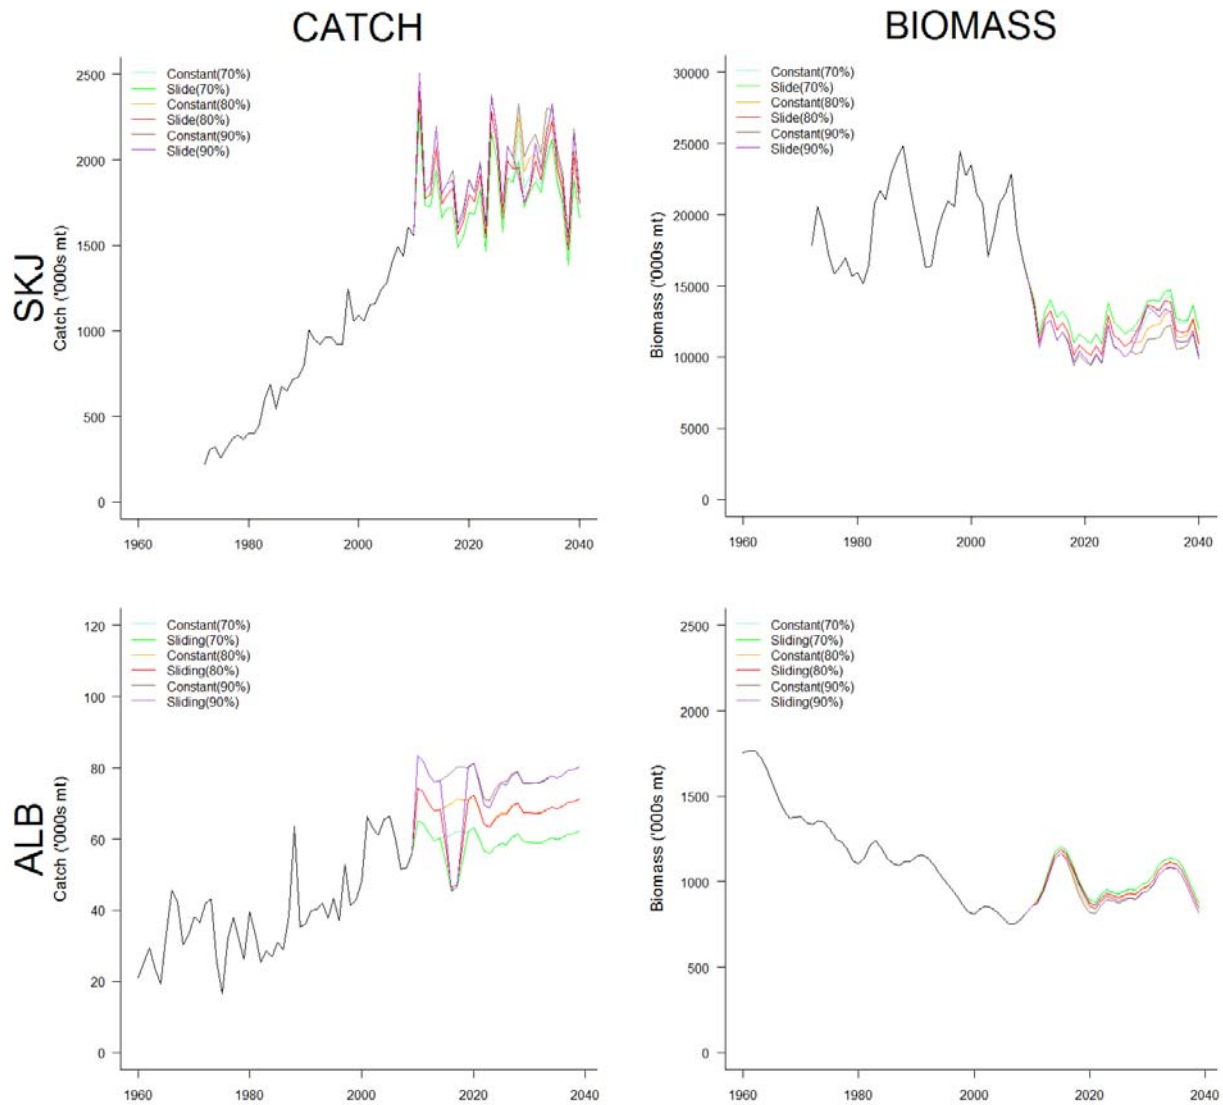 CATCH
BIOMASS
SKJ
Catch ('000s mt)
2500
2000
1500
1000
500
0
Constant(70%)
Slide(70%)
Constant(80%)
Slide(80%)
Constant(90%)
Slide(90%)
1960 1980 2000 2020 2040
Biomass ('000s mt)
30000
25000
20000
15000
10000
5000
0
Constant(70%)
Slide(70%)
Constant(80%)
Slide(80%)
Constant(90%)
Slide(90%)
1960 1980 2000 2020 2040
ALB
Catch ('000s mt)
120
100
80
60
40
20
0
Constant(70%)
Sliding(70%)
Constant(80%)
Sliding(80%)
Constant(90%)
Sliding(90%)
1960 1980 2000 2020 2040
Biomass ('000s mt)
2500
2000
1500
1000
500
0
Constant(70%)
Sliding(70%)
Constant(80%)
Sliding(80%)
Constant(90%)
Sliding(90%)
1960 1980 2000 2020 2040